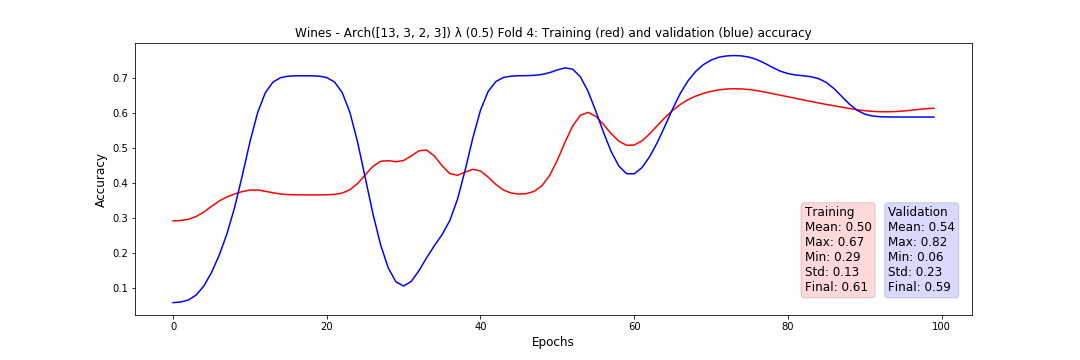 Wines - Arch([13, 3, 2, 3]) λ (0.5) Fold 4: Training (red) and validation (blue) accuracy
Accuracy
0.7
0.6
0.5
0.4
0.3
0.2
0.1
Training
Mean: 0.50
Max: 0.67
Min: 0.29
Std: 0.13
Final: 0.61
Validation
Mean: 0.54
Max: 0.82
Min: 0.06
Std: 0.23
Final: 0.59
0 20 40 60 80 100
Epochs